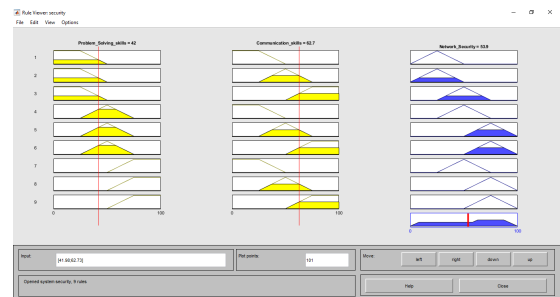 Rule Viewer: security
File Edit View Options
Problem_Solving_skills = 42
Communication_skills = 62.7
Network_Security = 53.9
1
2
3
4
5
6
7
8
9
0 100
0 100
0 100
Input:
[41.98;62.73]
Plot points:
101
Move:
left
right
down
up
Opened system security, 9 rules
Help
Close